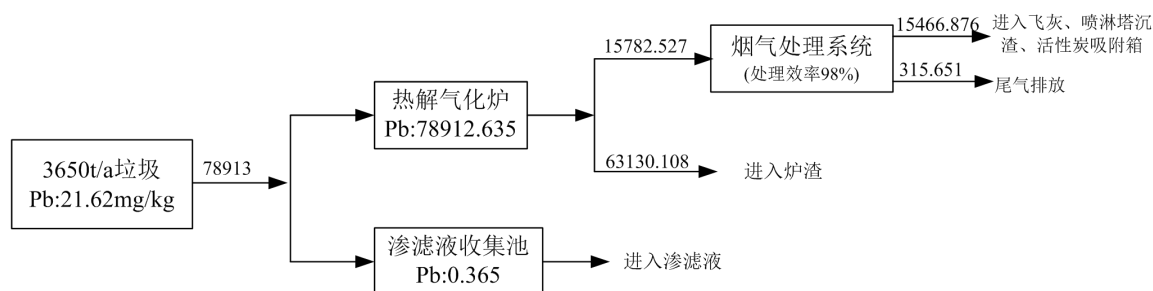 15466.876
进入飞灰、喷淋塔沉
渣、活性炭吸附箱
15782.527
烟气处理系统
(处理效率98%)
315.651
尾气排放
热解气化炉
Pb:78912.635
63130.108
进入炉渣
3650t/a垃圾
Pb:21.62mg/kg
78913
渗滤液收集池
Pb:0.365
进入渗滤液